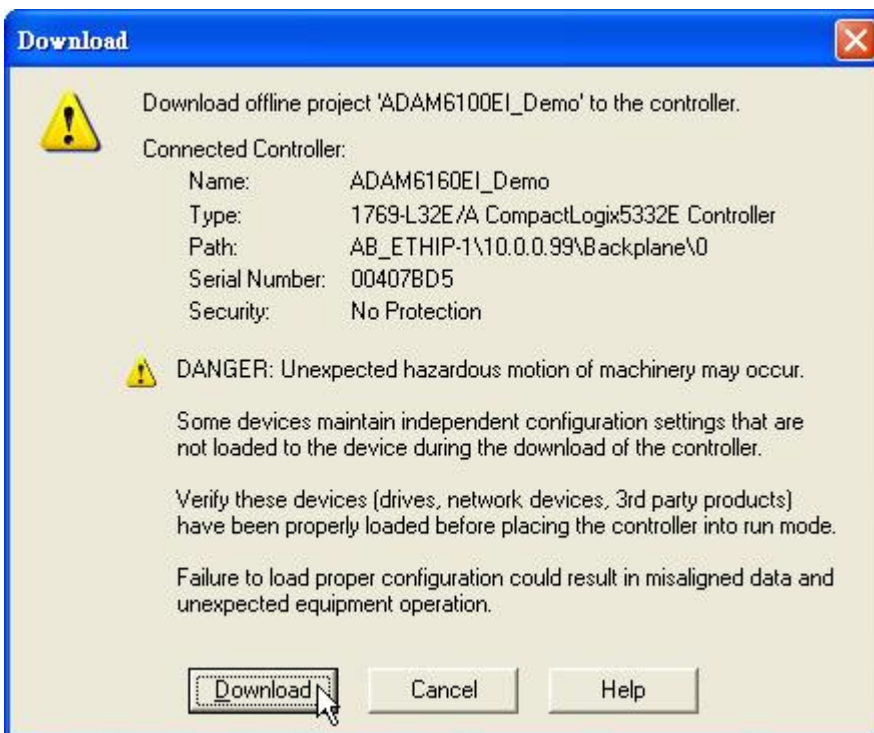 Download
Download offline project 'ADAM6100EI_Demo' to the controller.
Connected Controller:
Name: ADAM6160EI_Demo
Type: 1769-L32E/A CompactLogix5332E Controller
Path: AB_ETHIP-1\10.0.0.99\Backplane\0
Serial Number: 00407BD5
Security: No Protection
DANGER: Unexpected hazardous motion of machinery may occur.
Some devices maintain independent configuration settings that are
not loaded to the device during the download of the controller.
Verify these devices (drives, network devices, 3rd party products)
have been properly loaded before placing the controller into run mode.
Failure to load proper configuration could result in misaligned data and
unexpected equipment operation.
Download Cancel Help